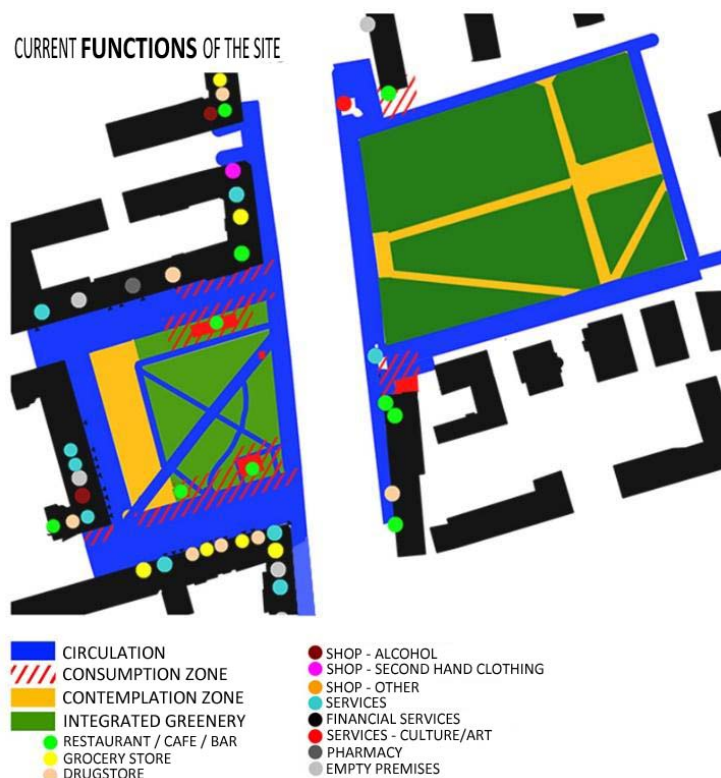 CURRENT FUNCTIONS OF THE SITE
CIRCULATION
CONSUMPTION ZONE
CONTEMPLATION ZONE
INTEGRATED GREENERY
RESTAURANT / CAFE / BAR
GROCERY STORE
DRUGSTORE
SHOP - ALCOHOL
SHOP - SECOND HAND CLOTHING
SHOP - OTHER
SERVICES
FINANCIAL SERVICES
SERVICES - CULTURE/ART
PHARMACY
EMPTY PREMISES